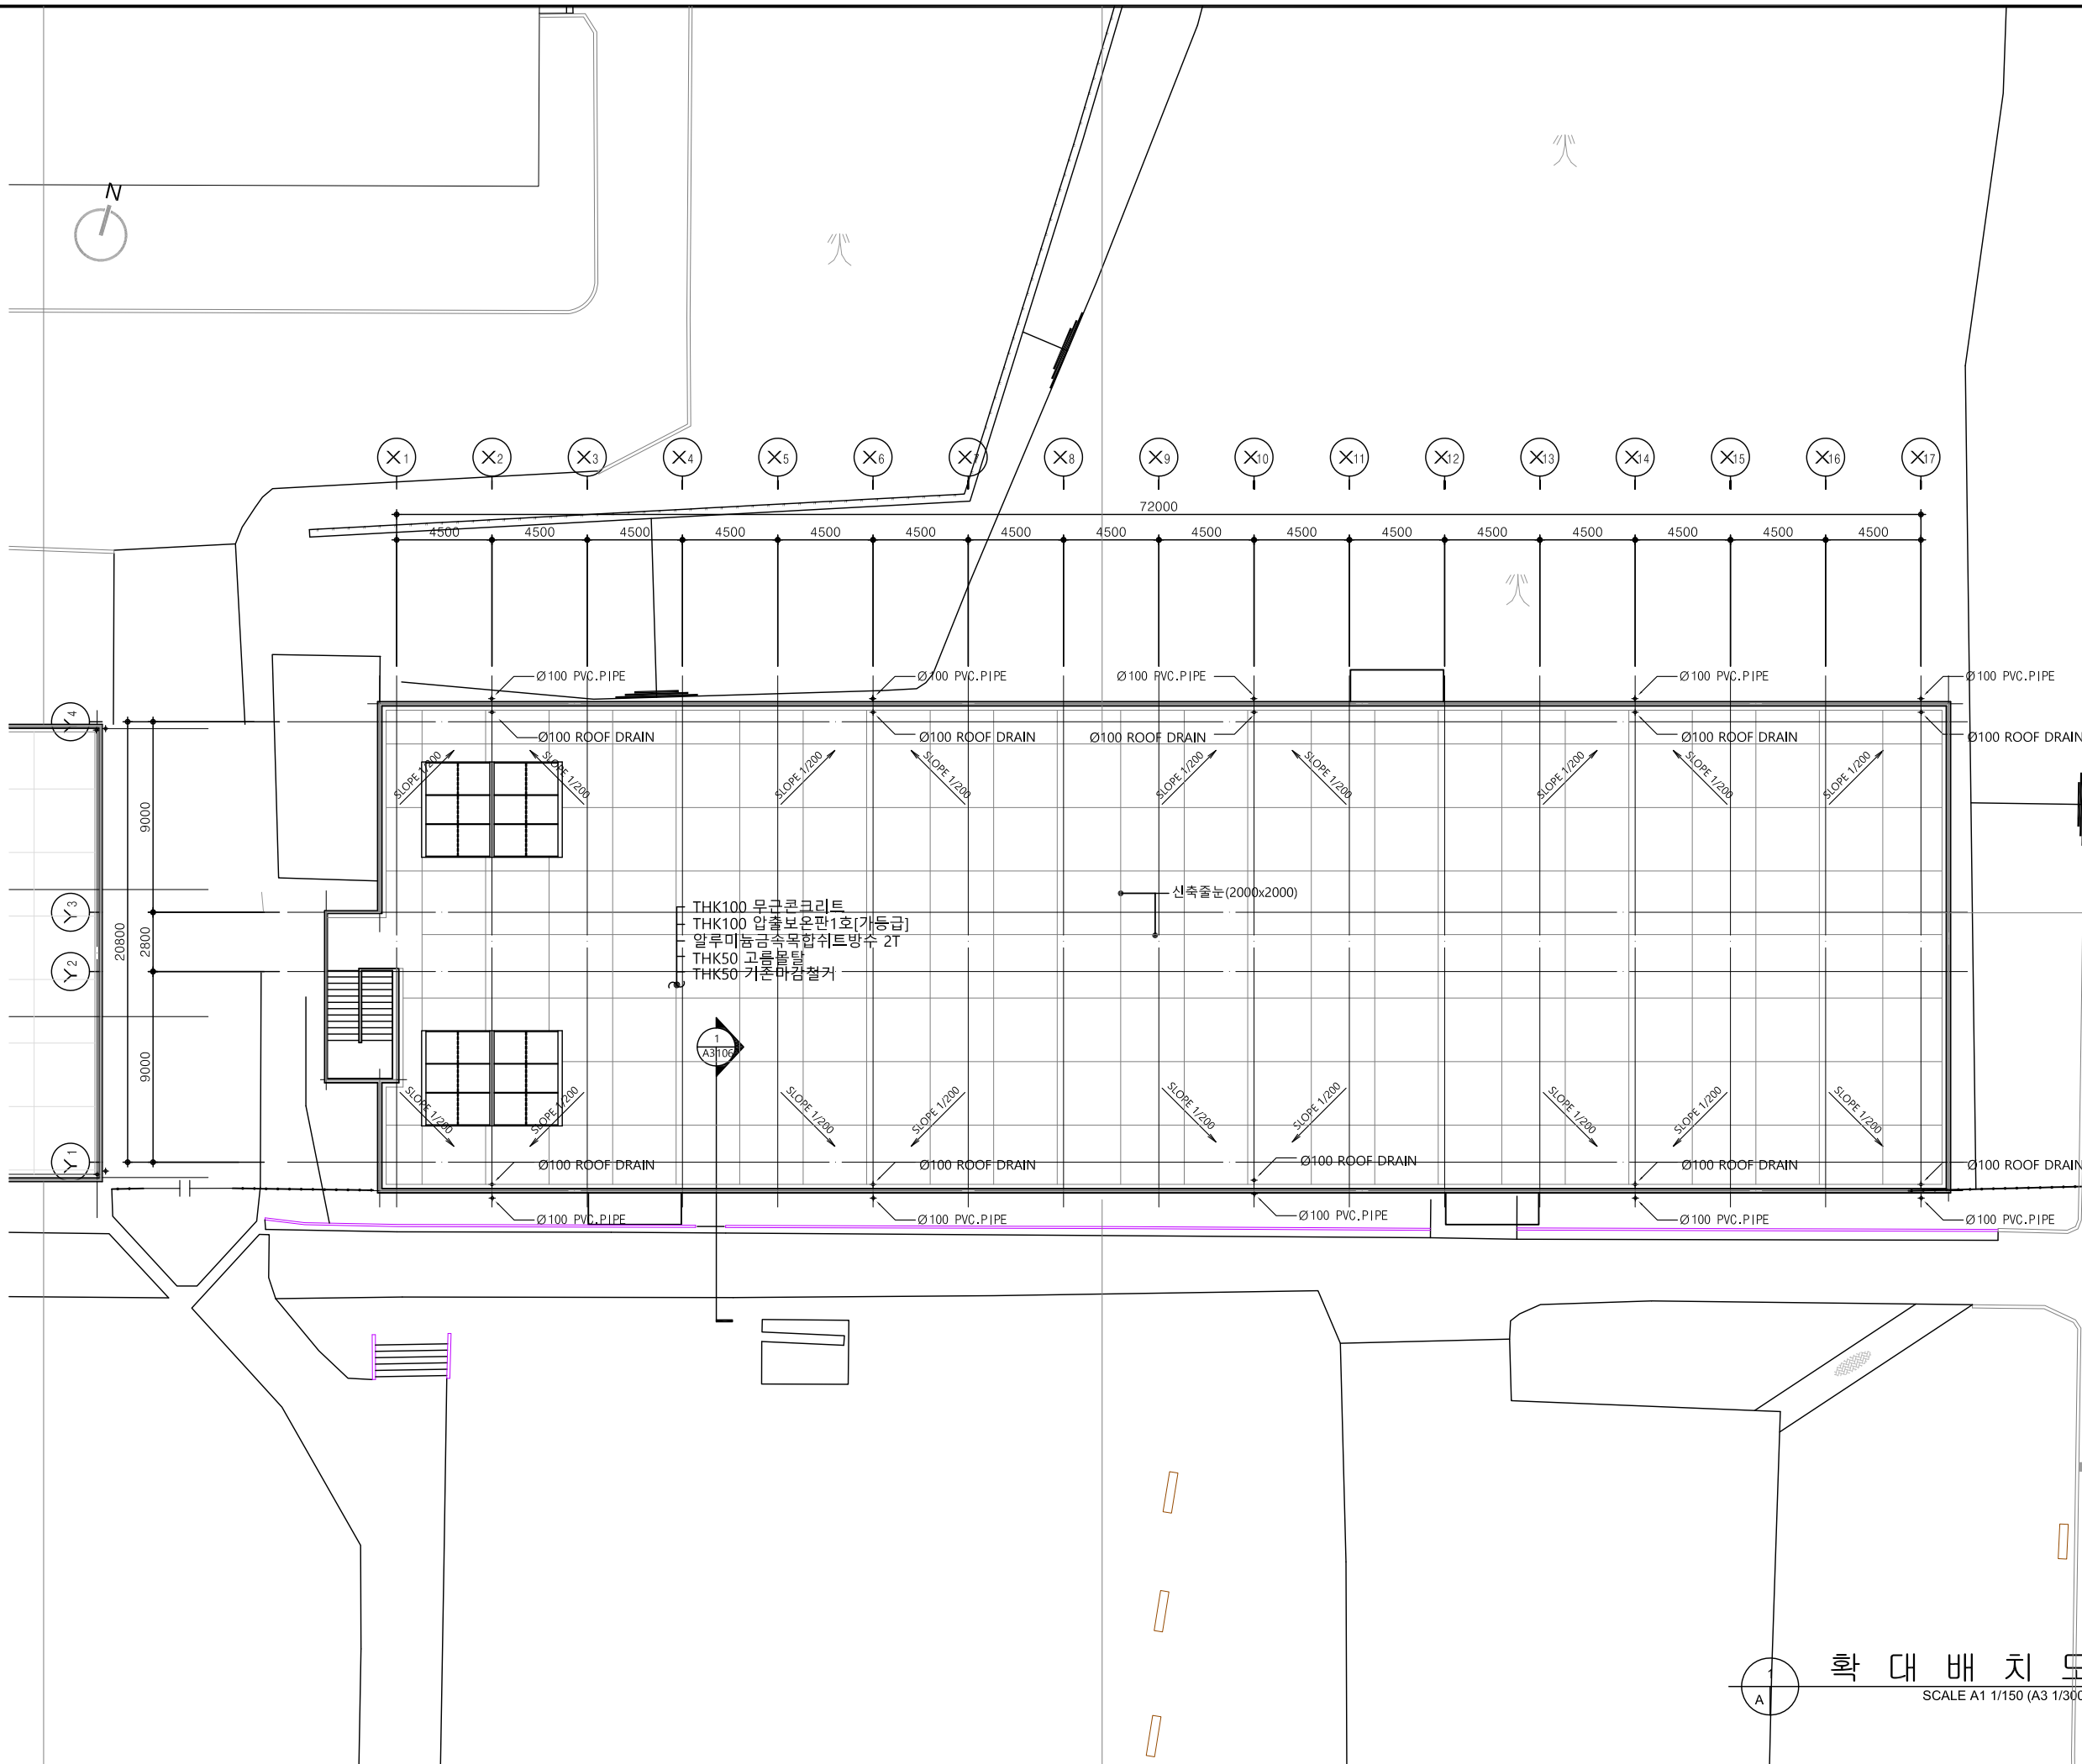 N
X1 X2 X3 X4 X5 X6 X7 X8 X9 X10 X11 X12 X13 X14 X15 X16 X17
72000
4500 4500 4500 4500 4500 4500 4500 4500 4500 4500 4500 4500 4500 4500 4500 4500
Ø100 PVC.PIPE Ø100 PVC.PIPE Ø100 PVC.PIPE Ø100 PVC.PIPE Ø100 PVC.PIPE
Y4
Ø100 ROOF DRAIN Ø100 ROOF DRAIN Ø100 ROOF DRAIN Ø100 ROOF DRAIN Ø100 ROOF DRAIN
SLOPE 1/200 SLOPE 1/200 SLOPE 1/200 SLOPE 1/200 SLOPE 1/200 SLOPE 1/200 SLOPE 1/200 SLOPE 1/200 SLOPE 1/200
9000
신축줄눈(2000x2000)
Y3
THK100 무근콘크리트
THK100 압출보온판1호[가등급]
알루미늄금속복합쉬트방수 2T
THK50 고름몰탈
THK50 기존마감철거
20800
2800
Y2
1
A3106
9000
SLOPE 1/200 SLOPE 1/200 SLOPE 1/200 SLOPE 1/200 SLOPE 1/200 SLOPE 1/200 SLOPE 1/200 SLOPE 1/200 SLOPE 1/200
Y1
Ø100 ROOF DRAIN Ø100 ROOF DRAIN Ø100 ROOF DRAIN Ø100 ROOF DRAIN Ø100 ROOF DRAIN
Ø100 PVC.PIPE Ø100 PVC.PIPE Ø100 PVC.PIPE Ø100 PVC.PIPE Ø100 PVC.PIPE
1
A
확 대 배 치 도
SCALE A1 1/150 (A3 1/300